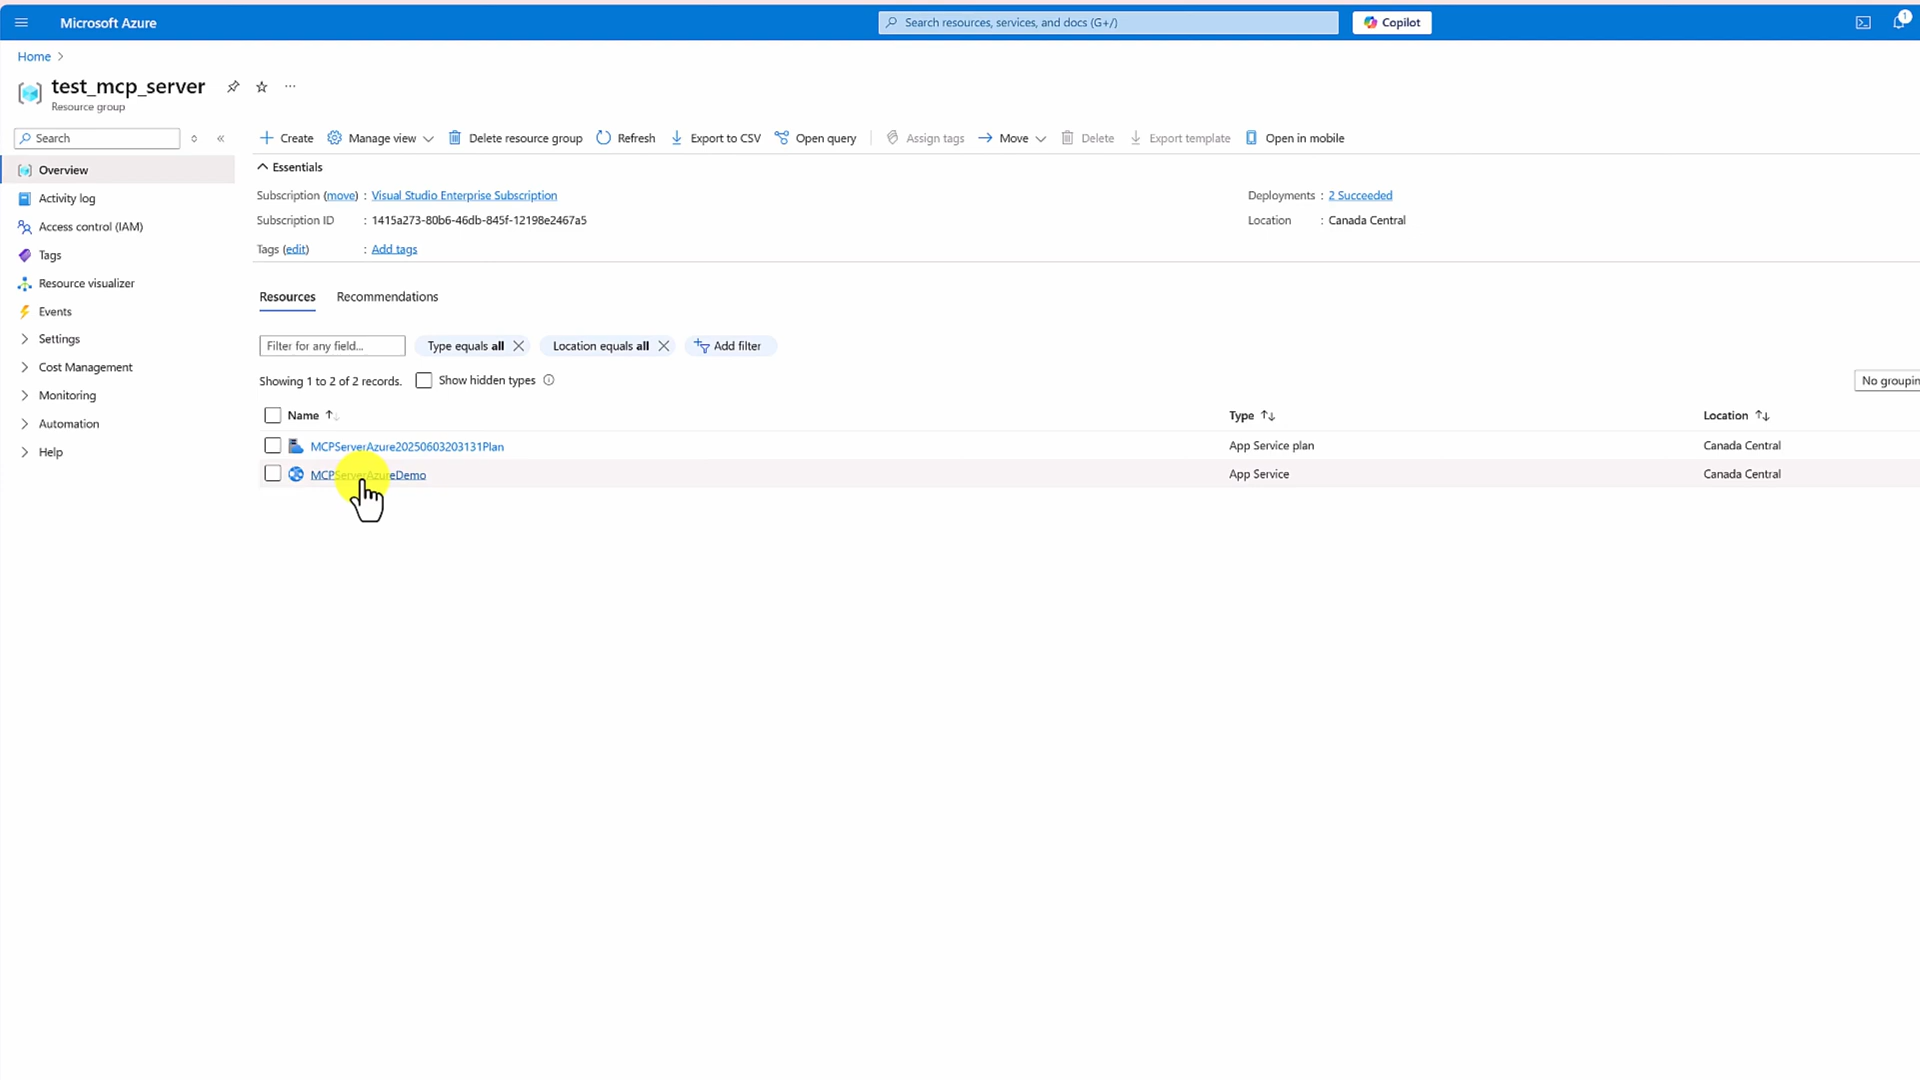 Microsoft Azure
Search resources, services, and docs (G+/)
Copilot
1
Home
test_mcp_server
Resource group
Search
Create
Manage view
Delete resource group
Refresh
Export to CSV
Open query
Assign tags
Move
Delete
Export template
Open in mobile
Overview
Activity log
Access control (IAM)
Tags
Resource visualizer
Events
Settings
Cost Management
Monitoring
Automation
Help
Essentials
Subscription (move) : Visual Studio Enterprise Subscription
Subscription ID : 1415a273-80b6-46db-845f-12198e2467a5
Tags (edit) : Add tags
Deployments : 2 Succeeded
Location : Canada Central
Resources
Recommendations
Filter for any field...
Type equals all
Location equals all
Add filter
Showing 1 to 2 of 2 records.
Show hidden types
No groupin
Name Type Location
MCPServerAzure20250603203131Plan App Service plan Canada Central
MCPServerAzureDemo App Service Canada Central